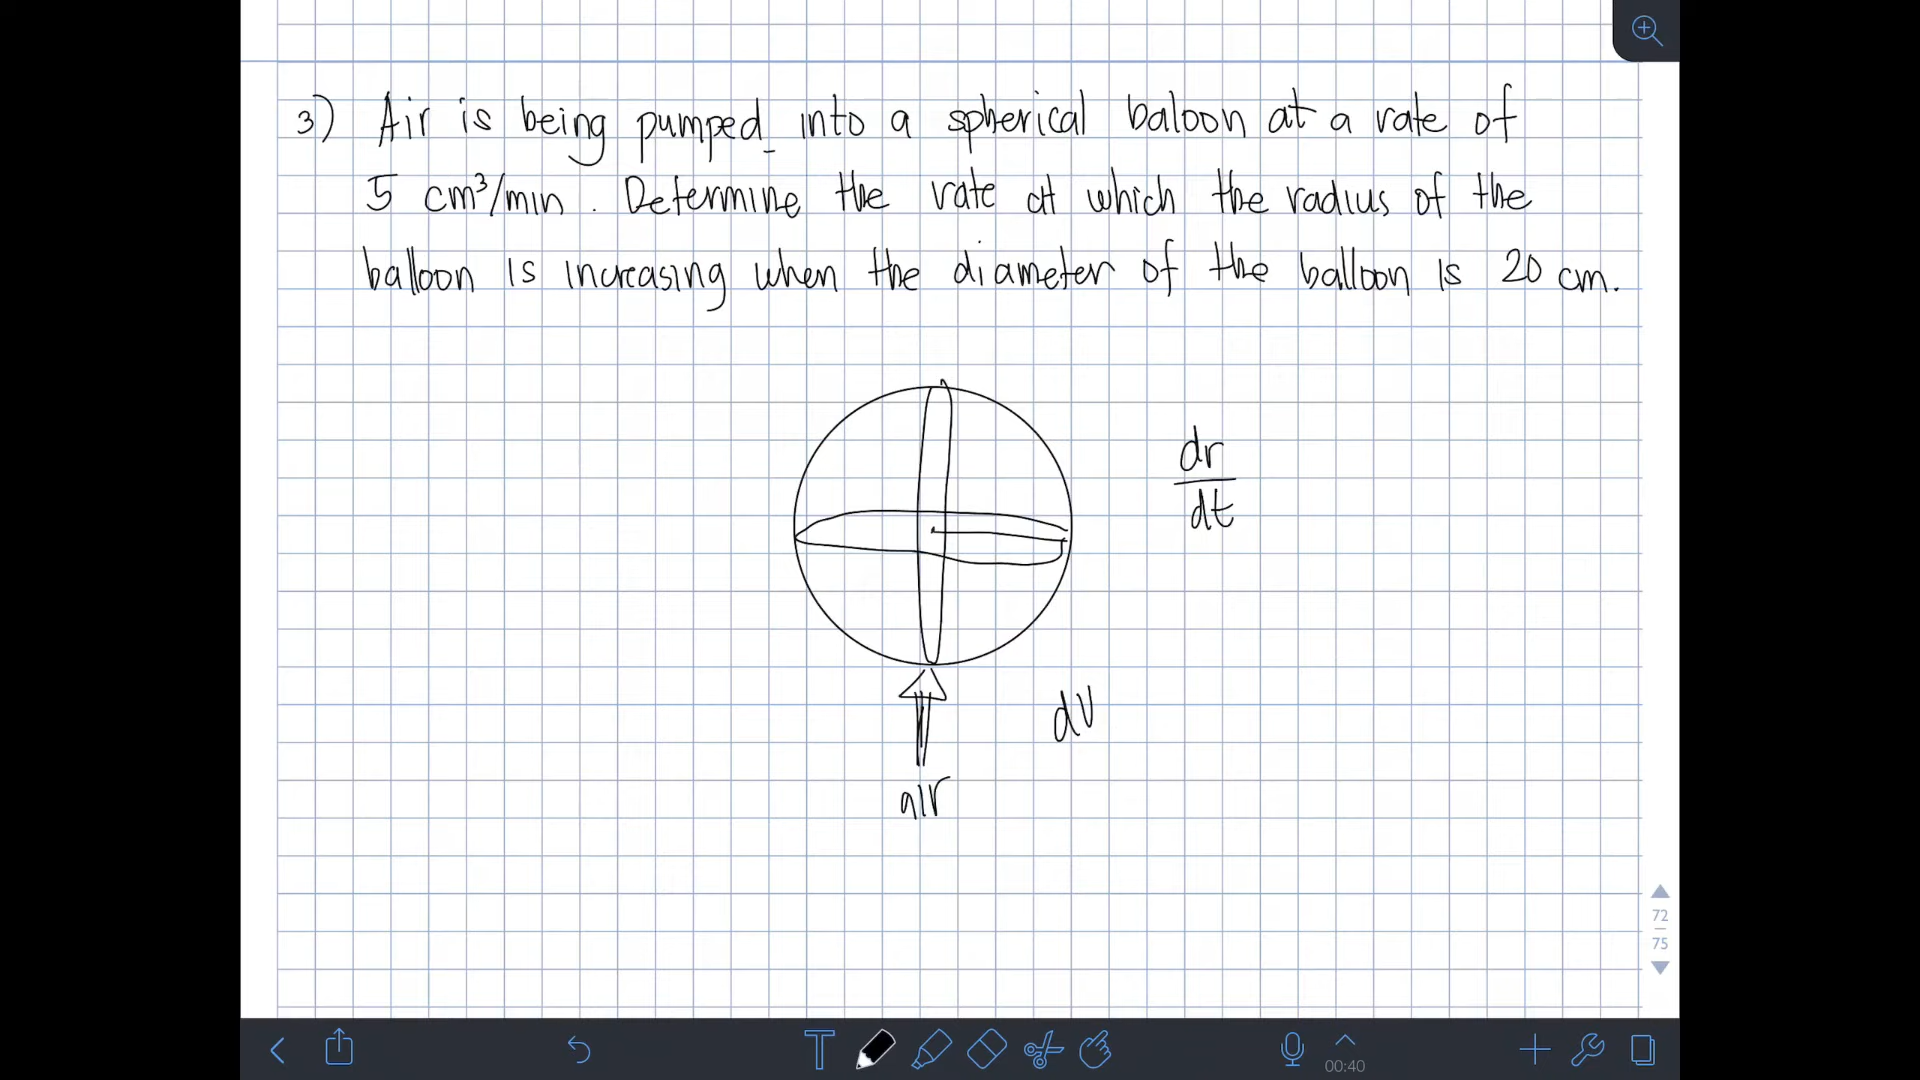 3) Air is being pumped into a spherical baloon at a rate of
5 cm³/min. Determine the rate at which the radius of the
balloon is increasing when the diameter of the balloon is 20 cm.
dr
dt
dV
air
72
75
T
00:40